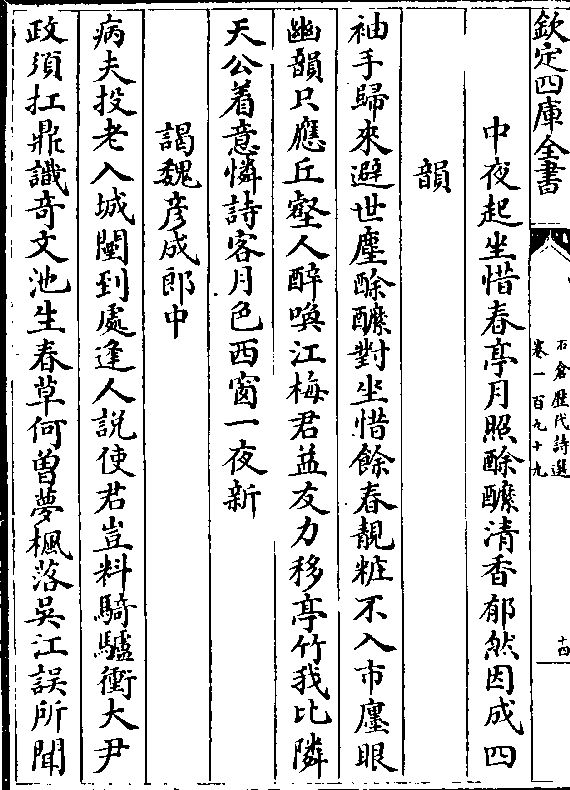 欽定四庫全書
石倉歷代詩選
卷一百九十九
十四
中夜起坐惜春亭月照酴醿清香郁然因成四
韻
袖手歸來避世塵酴醿對坐惜餘春靚粧不入市廛眼
幽韻只應丘壑人醉喚江梅君益友力移亭竹我比隣
天公着意憐詩客月色西窗一夜新
謁魏彦成郎中
病夫投老入城闉到處逢人說使君豈料騎驢衝大尹
政須扛鼎識奇文池生春草何曾夢楓落吳江誤所聞